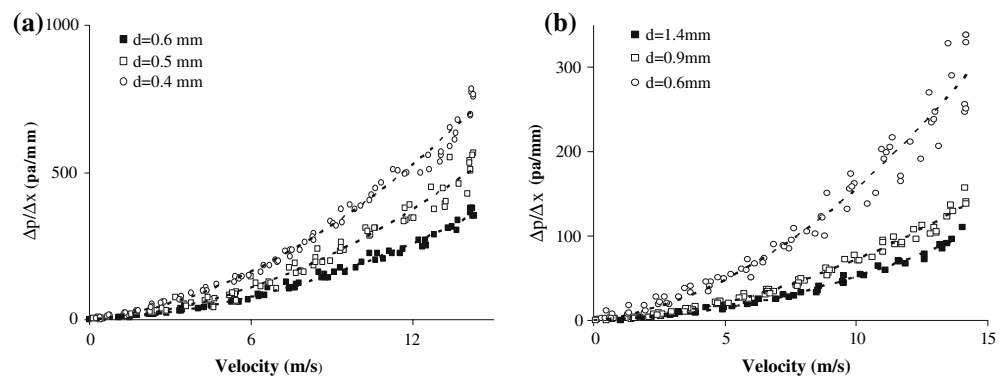 (a)
1000
500
0
Δp/Δx (pa/mm)
d=0.6 mm
d=0.5 mm
d=0.4 mm
0 6 12
Velocity (m/s)
(b)
300
200
100
0
Δp/Δx (pa/mm)
d=1.4mm
d=0.9mm
d=0.6mm
0 5 10 15
Velocity (m/s)